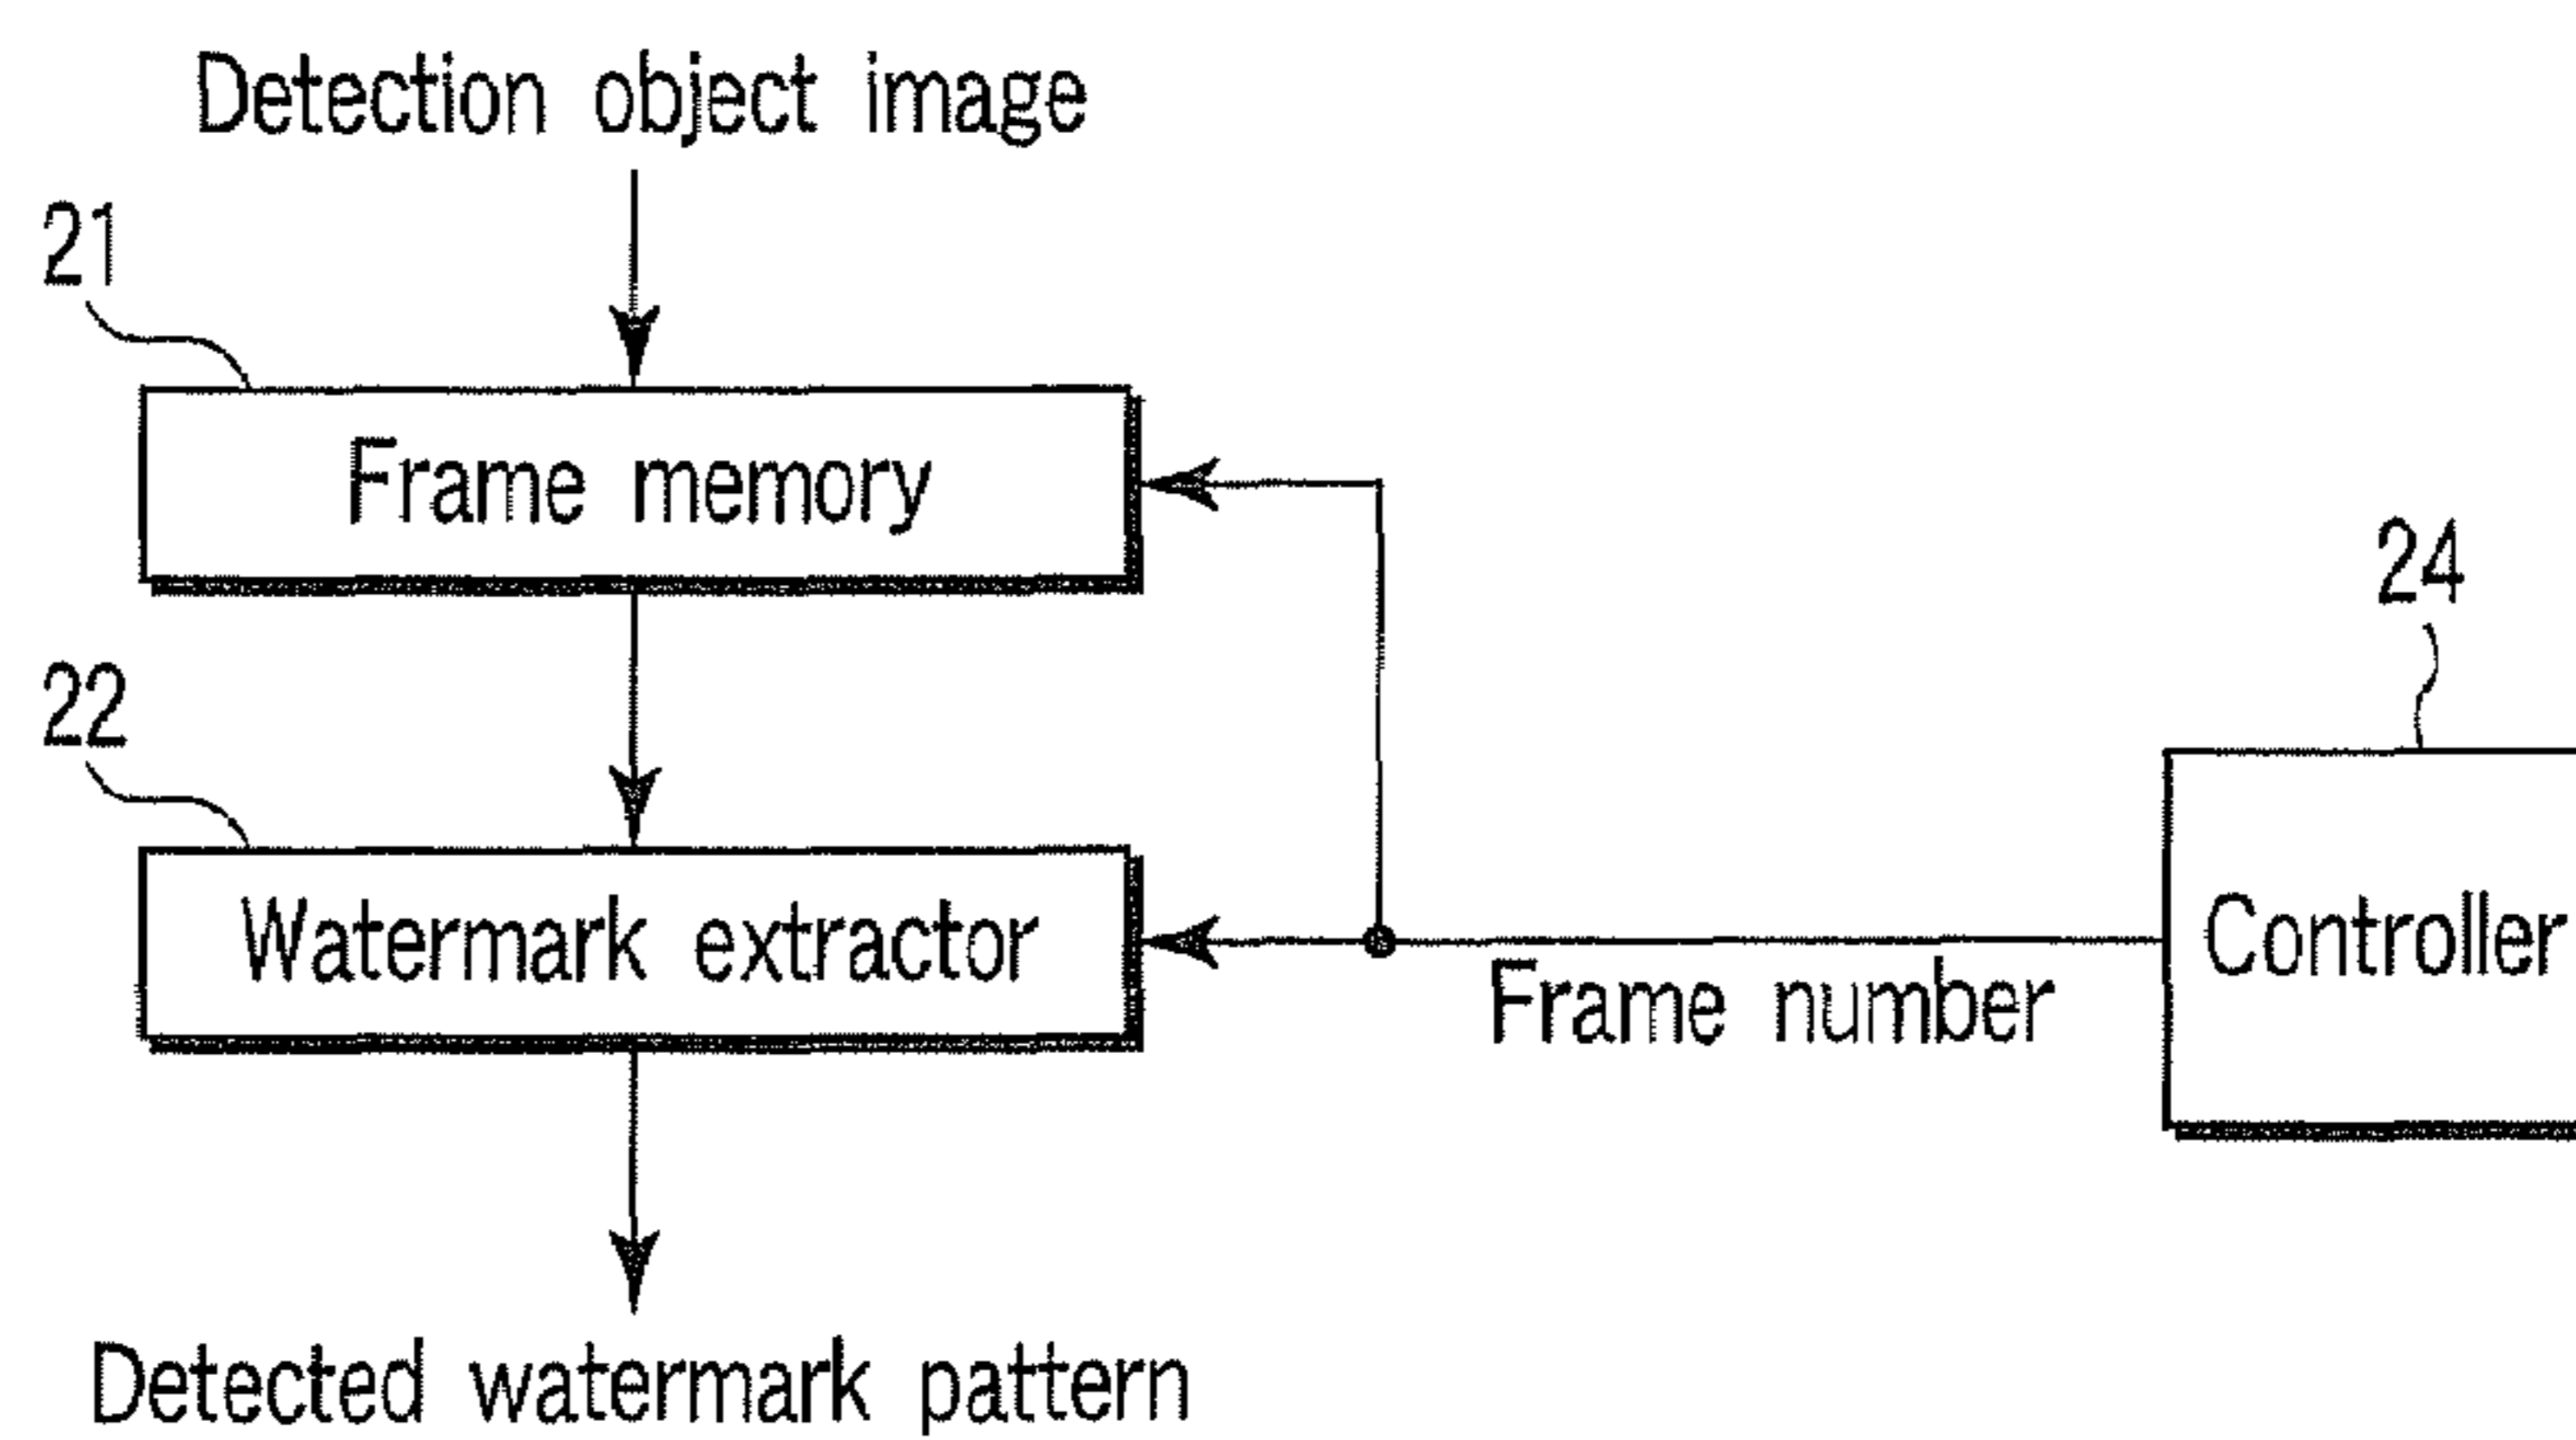 Detection object image
21
Frame memory
24
22
Watermark extractor
Controller
Frame number
Detected watermark pattern